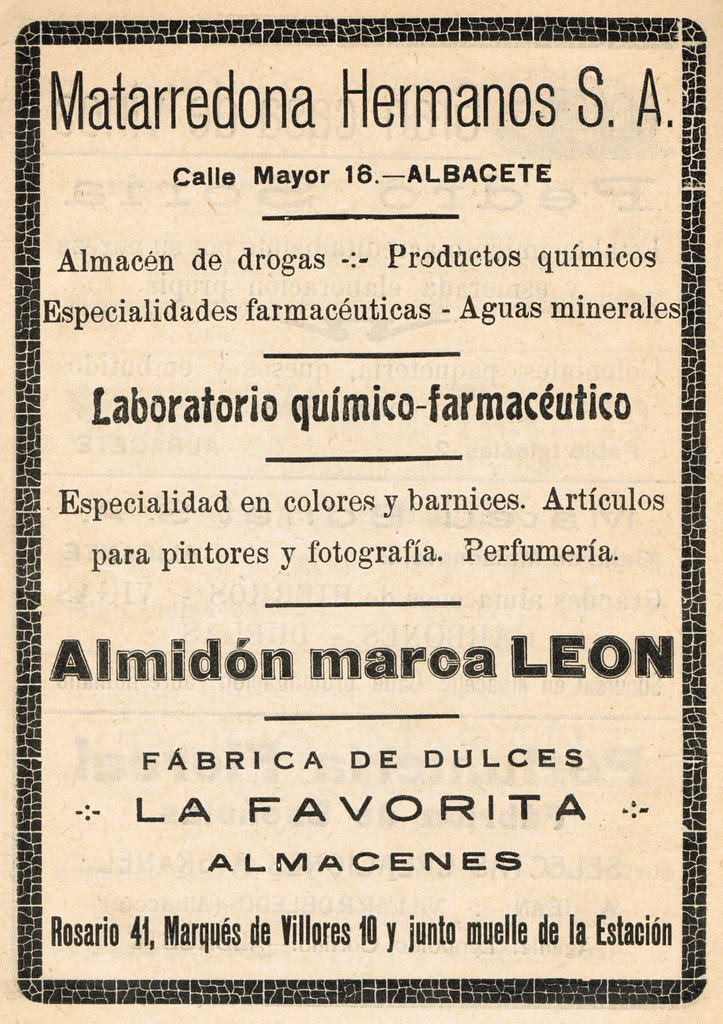 Matarredona Hermanos S. A.
Calle Mayor 16.—ALBACETE
Almacén de drogas -:- Productos químicos
Especialidades farmacéuticas - Aguas minerales
Laboratorio químico-farmacéutico
Especialidad en colores y barnices. Artículos
para pintores y fotografía. Perfumería.
Almidón marca LEON
FÁBRICA DE DULCES
-:- LA FAVORITA -:-
ALMACENES
Rosario 41, Marqués de Villores 10 y junto muelle de la Estación